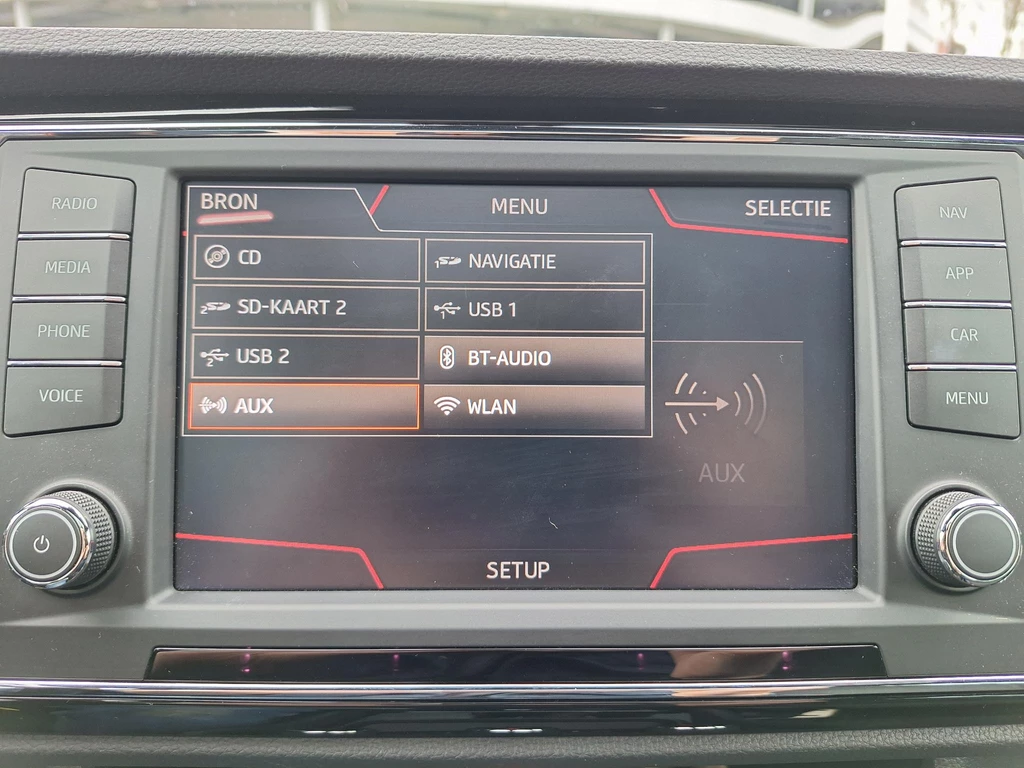 RADIO
MEDIA
PHONE
VOICE
BRON
MENU
SELECTIE
CD
NAVIGATIE
SD-KAART 2
USB 1
USB 2
BT-AUDIO
AUX
WLAN
AUX
SETUP
NAV
APP
CAR
MENU